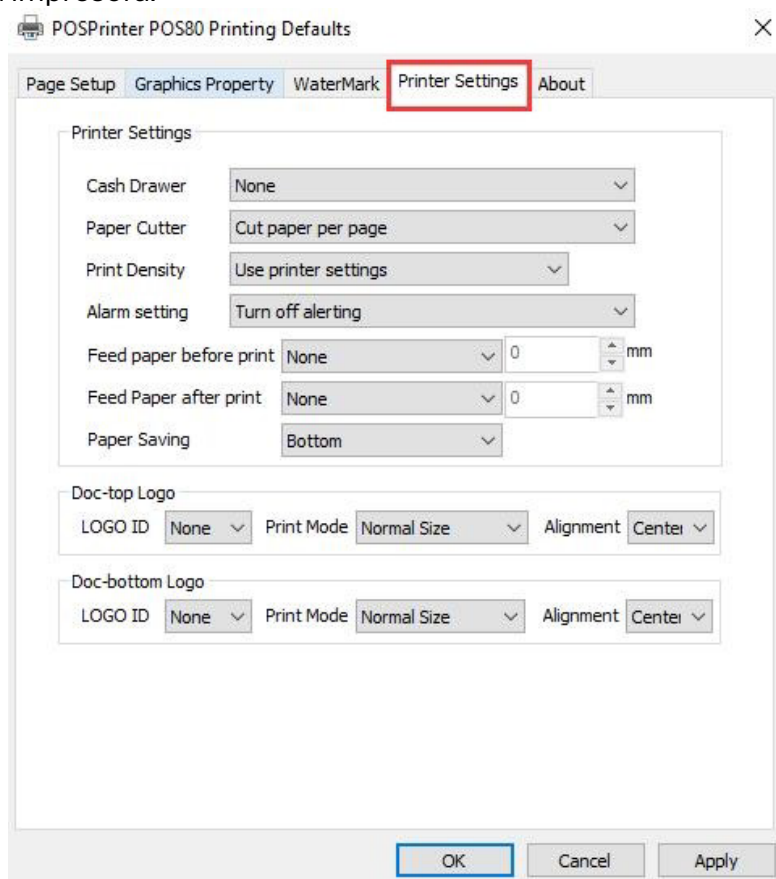 impressora.
POSPrinter POS80 Printing Defaults
Page Setup Graphics Property WaterMark Printer Settings About
Printer Settings
Cash Drawer None
Paper Cutter Cut paper per page
Print Density Use printer settings
Alarm setting Turn off alerting
Feed paper before print None 0 mm
Feed Paper after print None 0 mm
Paper Saving Bottom
Doc-top Logo
LOGO ID None Print Mode Normal Size Alignment Center
Doc-bottom Logo
LOGO ID None Print Mode Normal Size Alignment Center
OK Cancel Apply